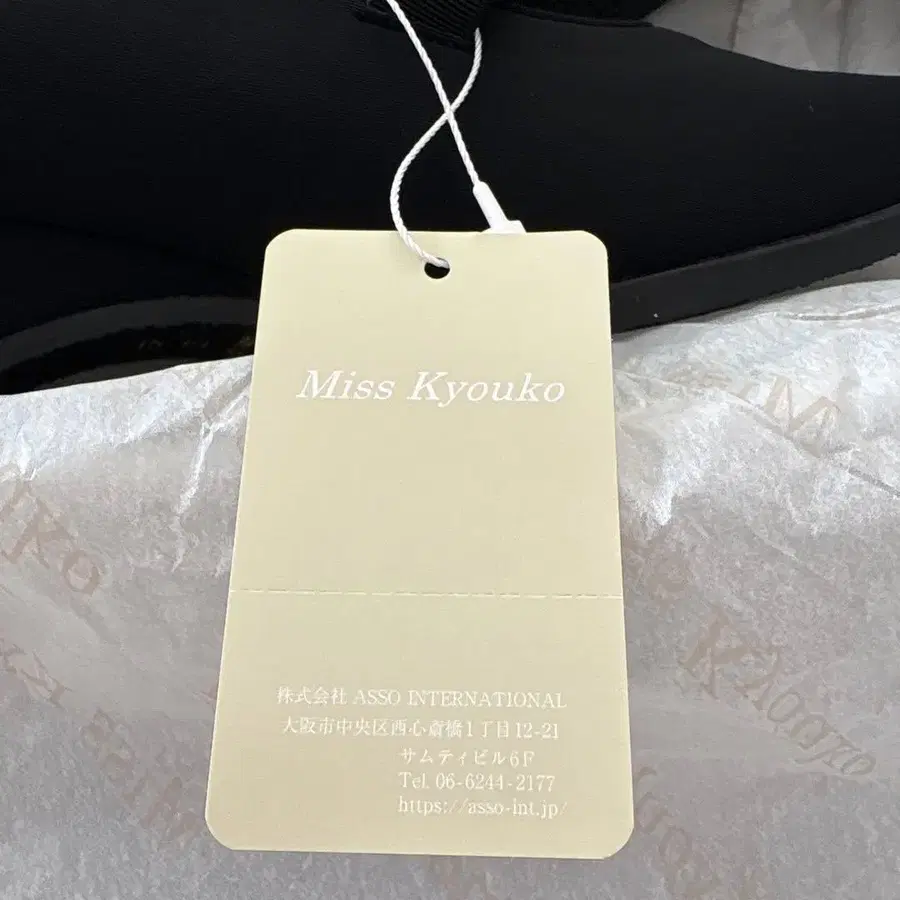 Miss Kyouko
株式会社 ASSO INTERNATIONAL
大阪市中央区西心斎橋1丁目12-21
サムティビル6F
Tel. 06-6244-2177
https://asso-int.jp/